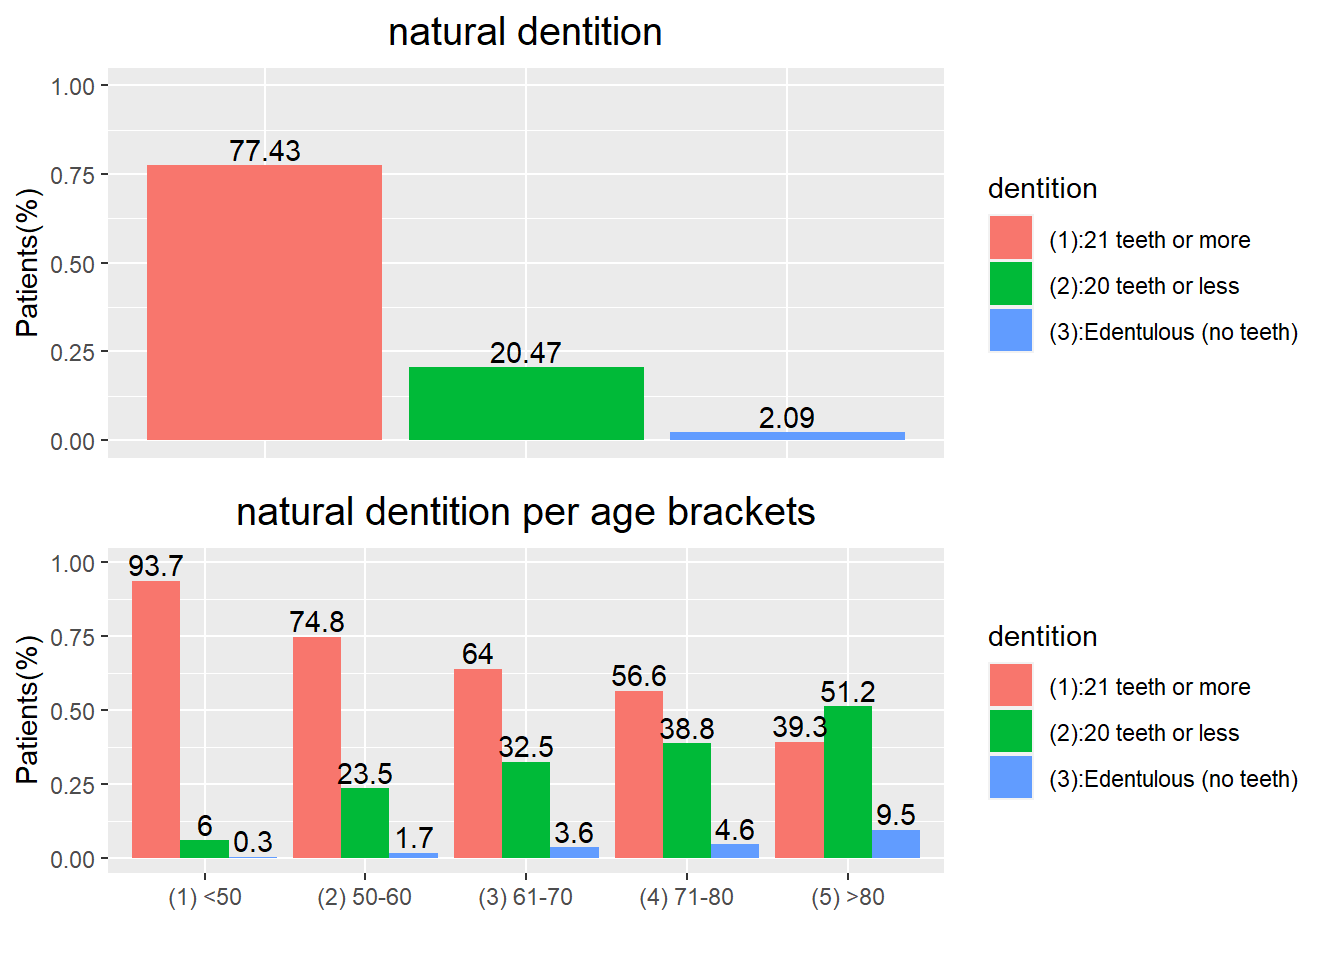 natural dentition
Patients(%)
1.00
0.75
0.50
0.25
0.00
77.43
20.47
2.09
dentition
(1):21 teeth or more
(2):20 teeth or less
(3):Edentulous (no teeth)
natural dentition per age brackets
Patients(%)
1.00
0.75
0.50
0.25
0.00
93.7
6
0.3
74.8
23.5
1.7
64
32.5
3.6
56.6
38.8
4.6
39.3
51.2
9.5
(1) <50
(2) 50-60
(3) 61-70
(4) 71-80
(5) >80
dentition
(1):21 teeth or more
(2):20 teeth or less
(3):Edentulous (no teeth)